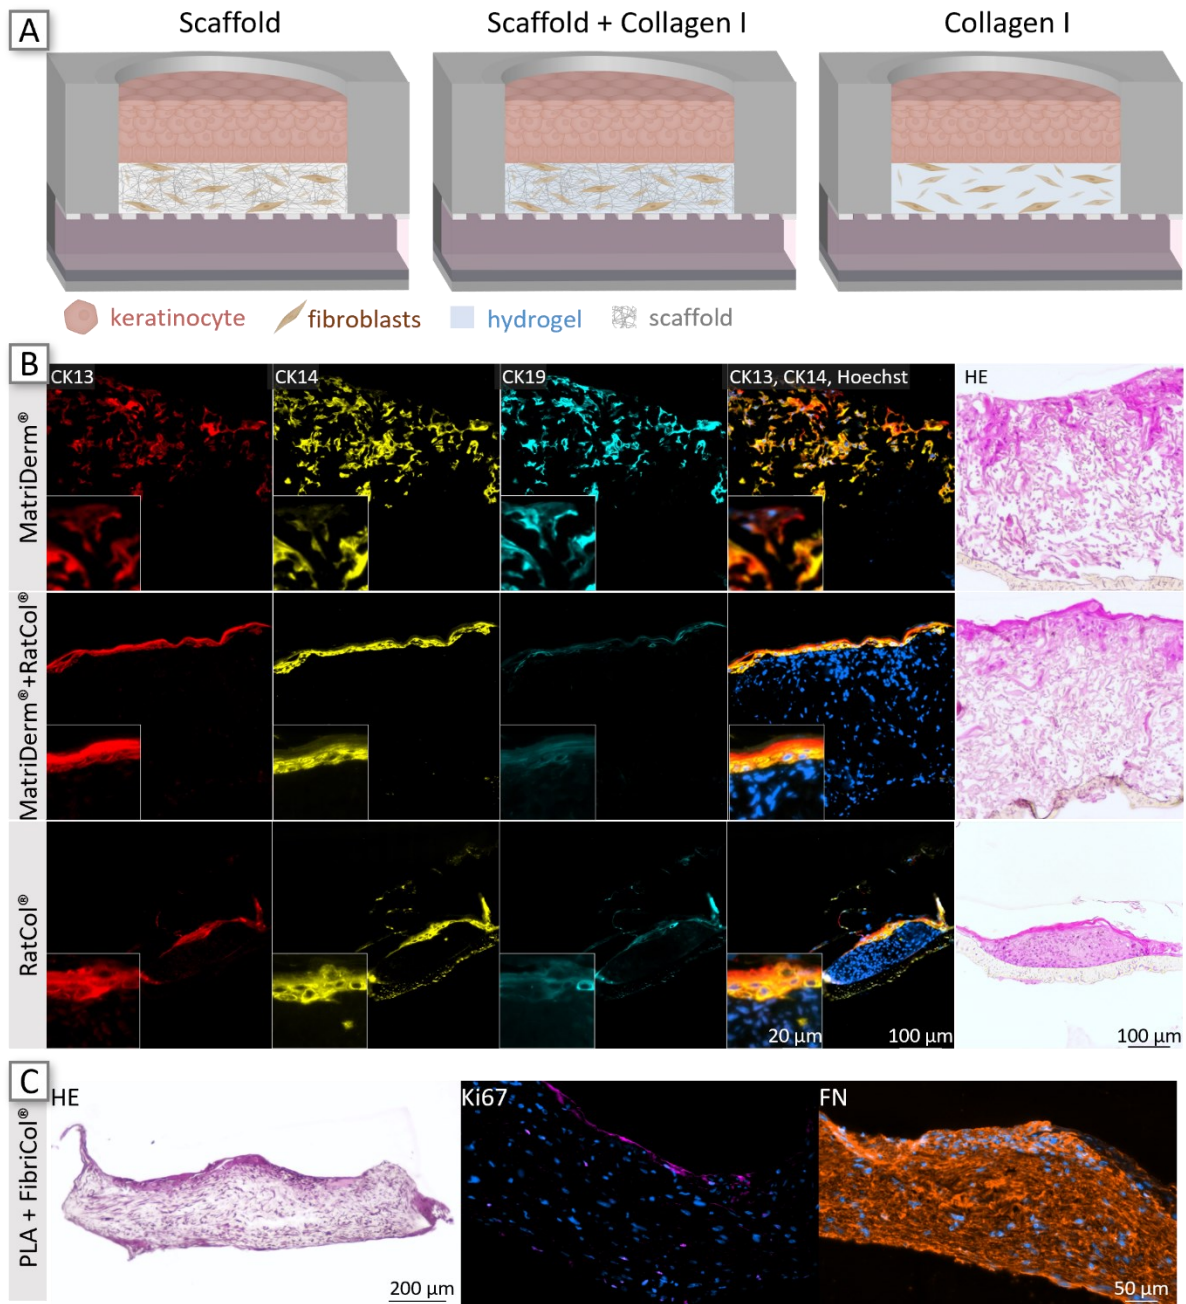 A
Scaffold
Scaffold + Collagen I
Collagen I
keratinocyte
fibroblasts
hydrogel
scaffold
B
CK13
CK14
CK19
CK13, CK14, Hoechst
HE
MatriDerm®
MatriDerm®+RatCol®
RatCol®
20 µm
100 µm
100 µm
C
PLA + FibriCol®
HE
Ki67
FN
200 µm
50 µm